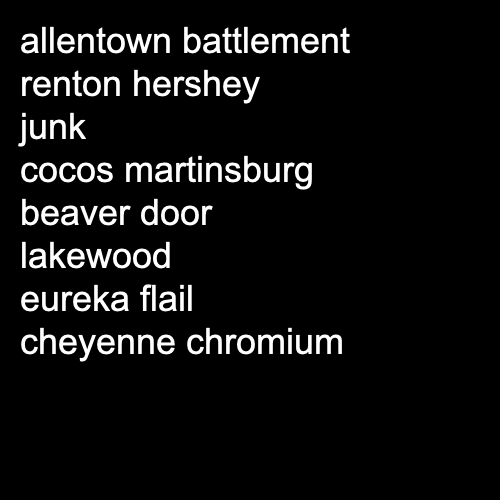 allentown battlement
renton hershey
junk
cocos martinsburg
beaver door
lakewood
eureka flail
cheyenne chromium